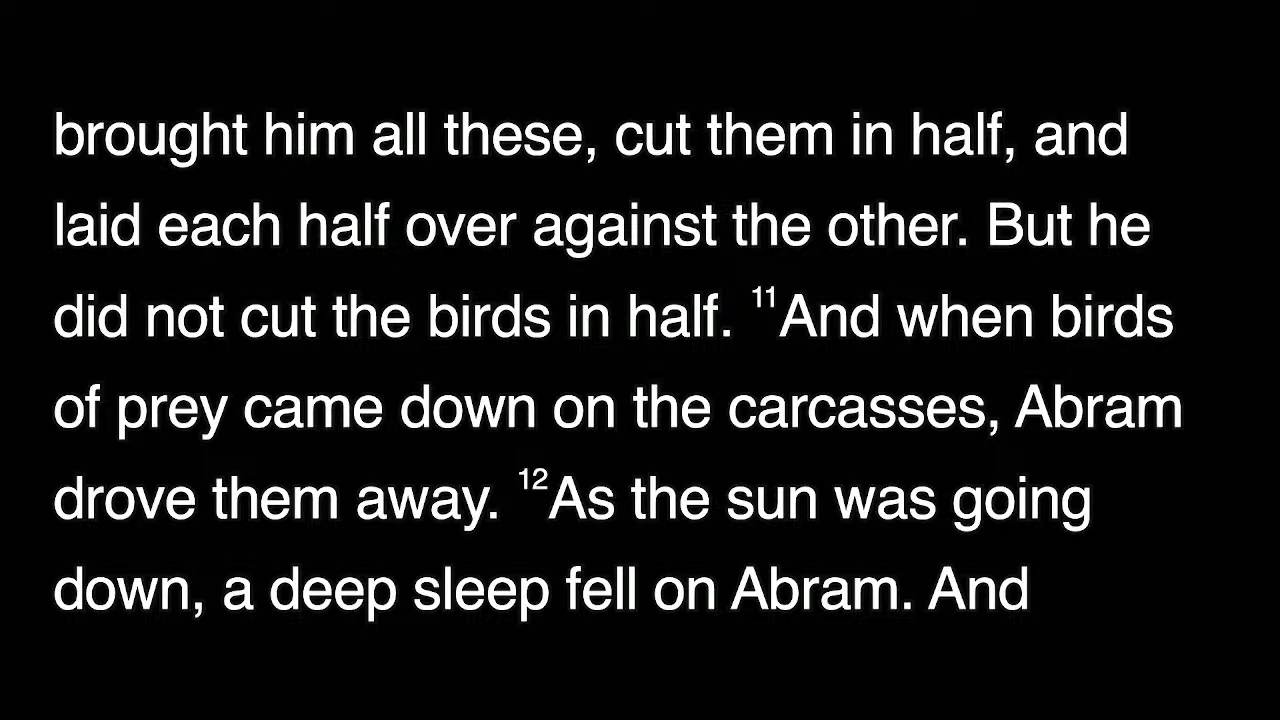 brought him all these, cut them in half, and
laid each half over against the other. But he
did not cut the birds in half. 11And when birds
of prey came down on the carcasses, Abram
drove them away. 12As the sun was going
down, a deep sleep fell on Abram. And